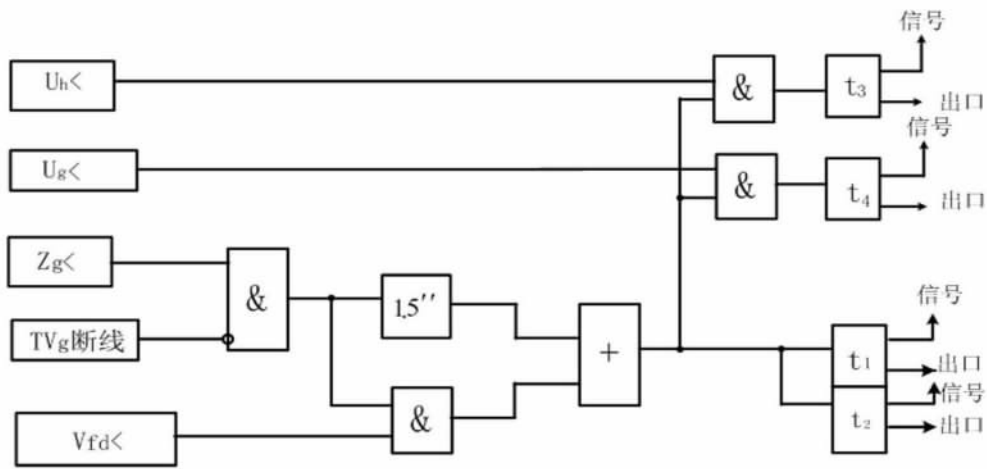 信号
Uh<
&
t3
出口
信号
Ug<
&
t4
出口
Zg<
&
1.5''
信号
TVg断线
+
t1
出口
信号
Vfd<
&
t2
出口